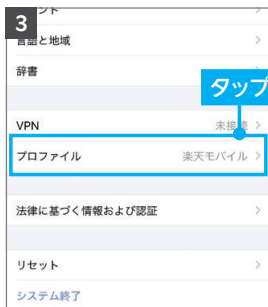 3
言語と地域
辞書
タップ
VPN 未接続
プロファイル 楽天モバイル
法律に基づく情報および認証
リセット
システム終了